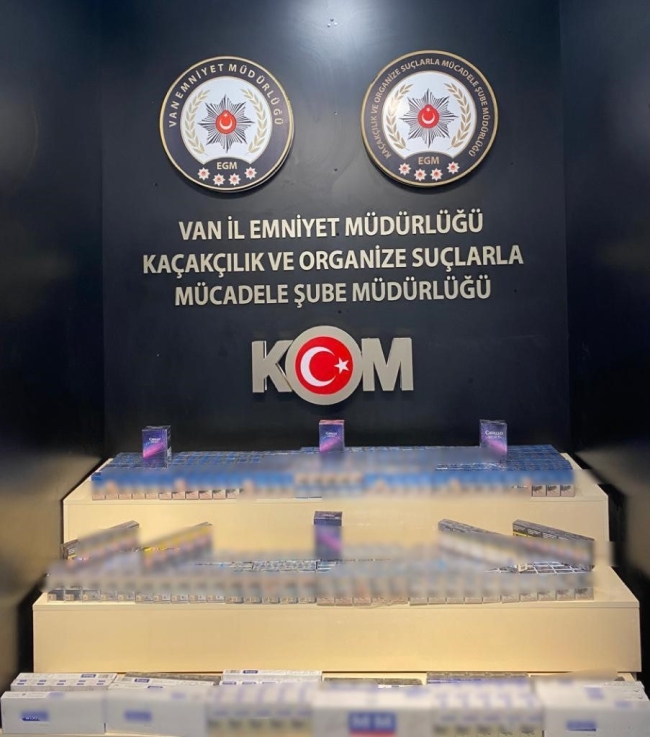 VAN EMNİYET MÜDÜRLÜĞÜ
EGM
KAÇAKÇILIK VE ORGANİZE SUÇLARLA MÜCADELE ŞUBE MÜDÜRLÜĞÜ
EGM
VAN İL EMNİYET MÜDÜRLÜĞÜ
KAÇAKÇILIK VE ORGANİZE SUÇLARLA
MÜCADELE ŞUBE MÜDÜRLÜĞÜ
KOM